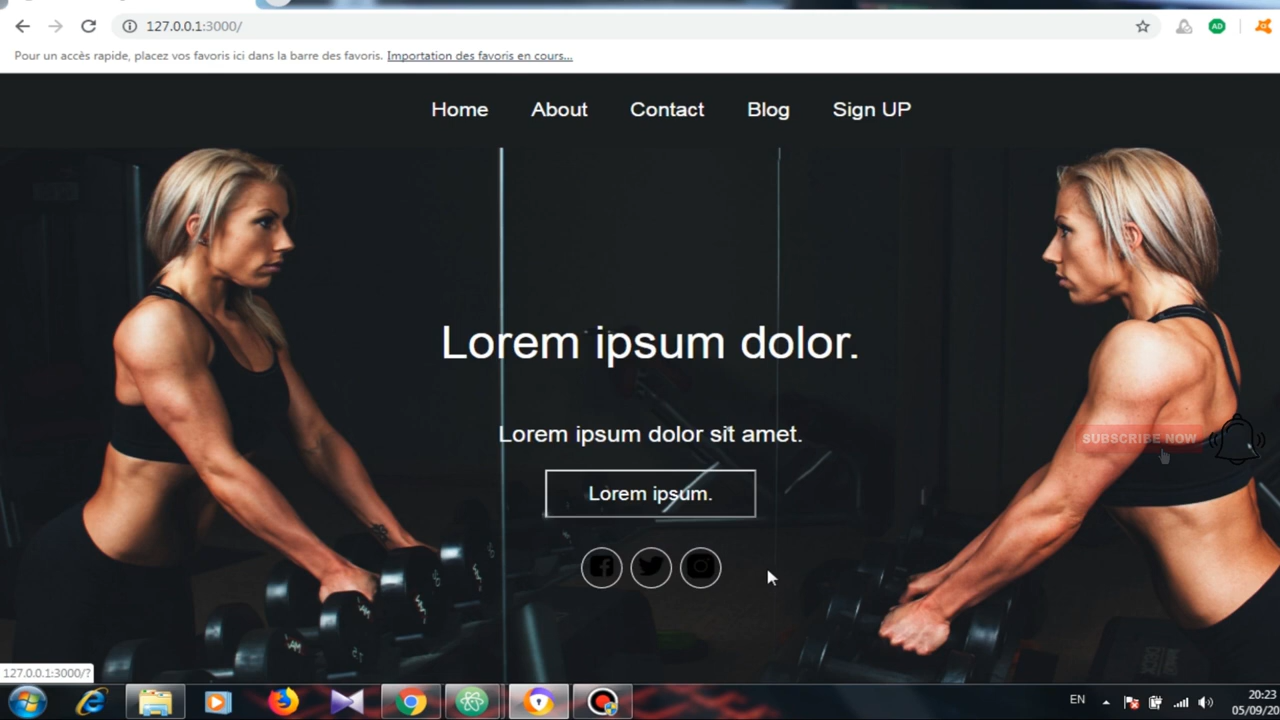 127.0.0.1:3000/
AD
Pour un accès rapide, placez vos favoris ici dans la barre des favoris. Importation des favoris en cours...
Home About Contact Blog Sign UP
Lorem ipsum dolor.
Lorem ipsum dolor sit amet.
SUBSCRIBE NOW
Lorem ipsum.
127.0.0.1:3000/?
EN
20:23
05/09/20